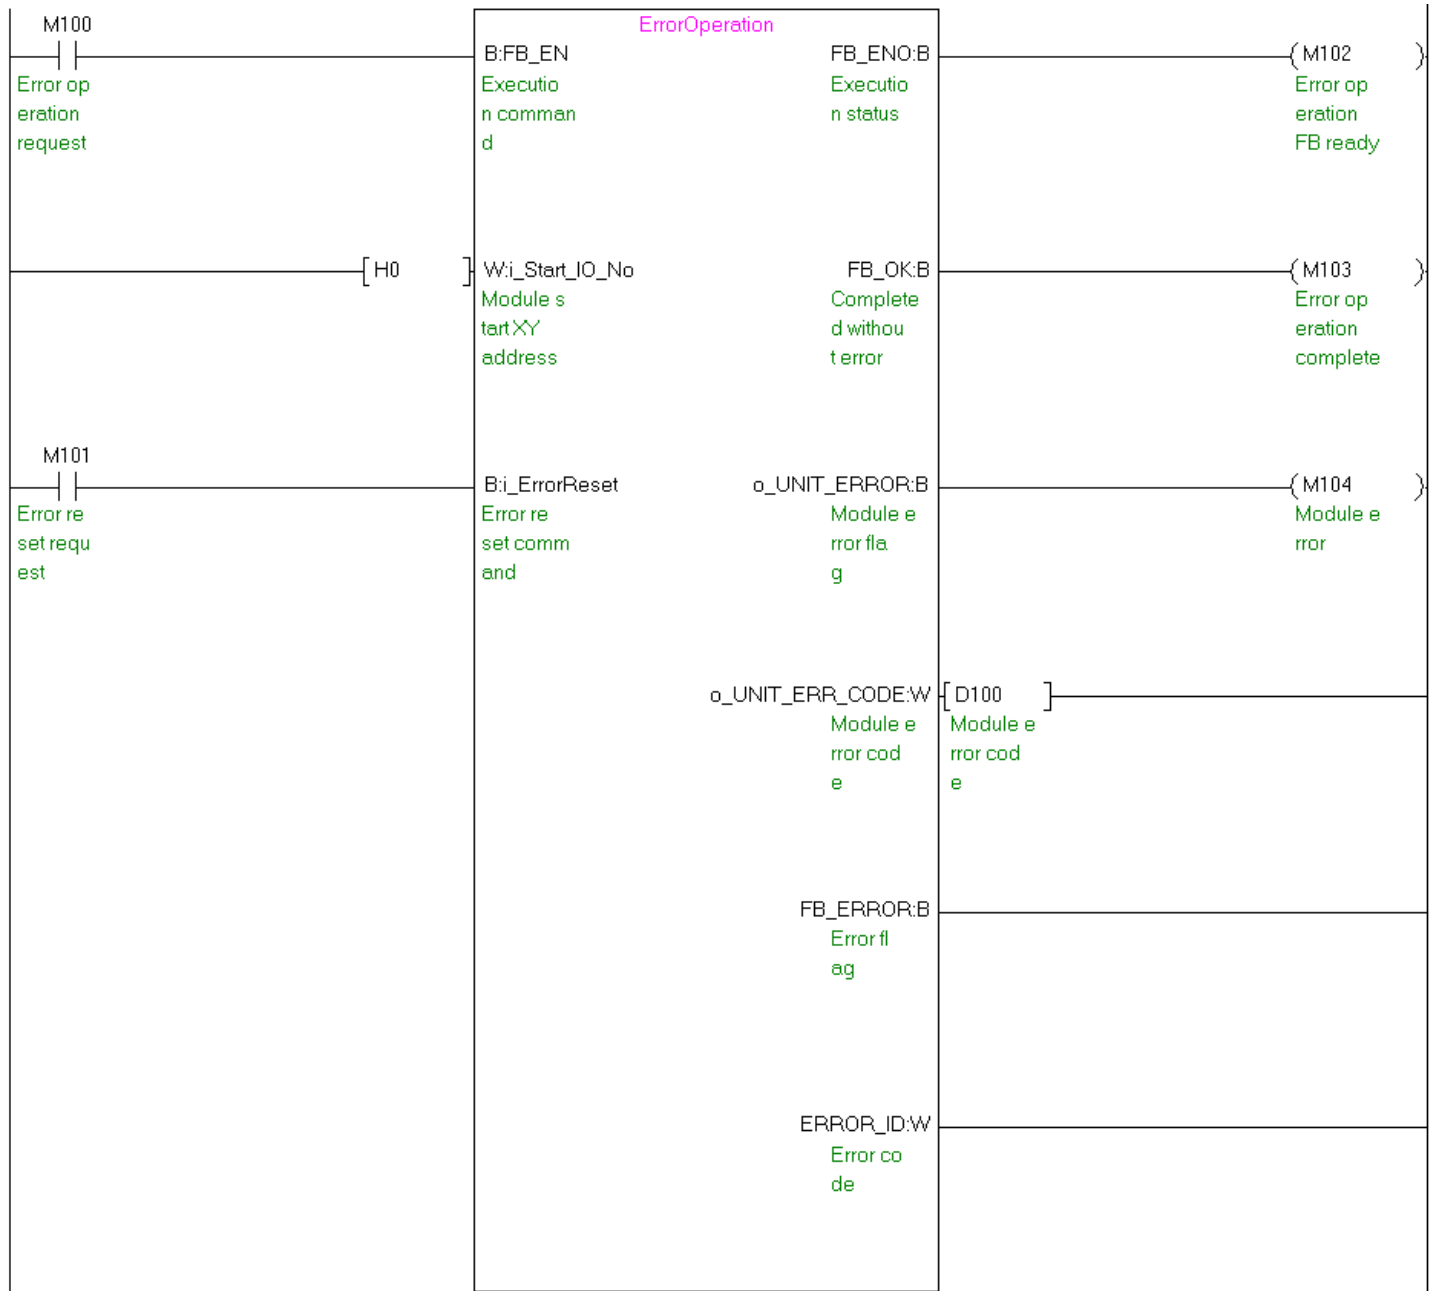 M100
ErrorOperation
B:FB_EN
FB_ENO:B
M102
Error op
eration
request
Executio
n comman
d
Executio
n status
Error op
eration
FB ready
H0
W:i_Start_IO_No
FB_OK:B
M103
Module s
tart XY
address
Complete
d withou
t error
Error op
eration
complete
M101
B:i_ErrorReset
o_UNIT_ERROR:B
M104
Error re
set requ
est
Error re
set comm
and
Module e
rror fla
g
Module e
rror
o_UNIT_ERR_CODE:W
D100
Module e
rror cod
e
Module e
rror cod
e
FB_ERROR:B
Error fl
ag
ERROR_ID:W
Error co
de